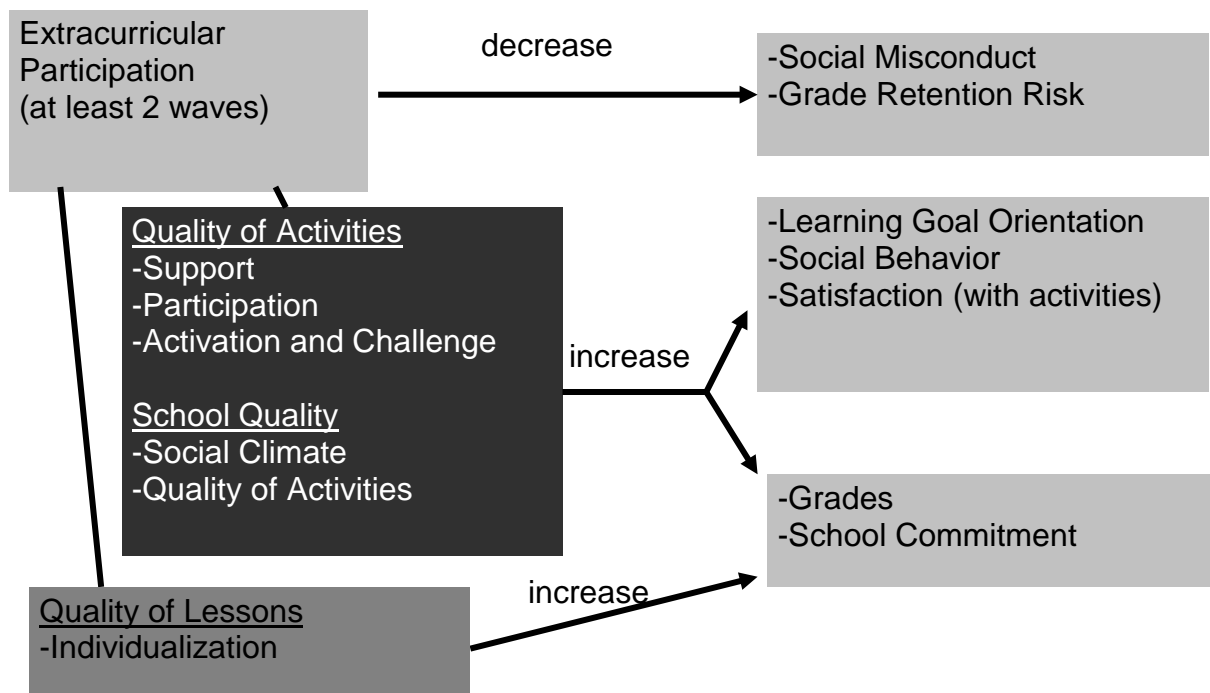 Extracurricular
Participation
(at least 2 waves)
decrease
-Social Misconduct
-Grade Retention Risk
Quality of Activities
-Support
-Participation
-Activation and Challenge
School Quality
-Social Climate
-Quality of Activities
increase
-Learning Goal Orientation
-Social Behavior
-Satisfaction (with activities)
-Grades
-School Commitment
Quality of Lessons
-Individualization
increase